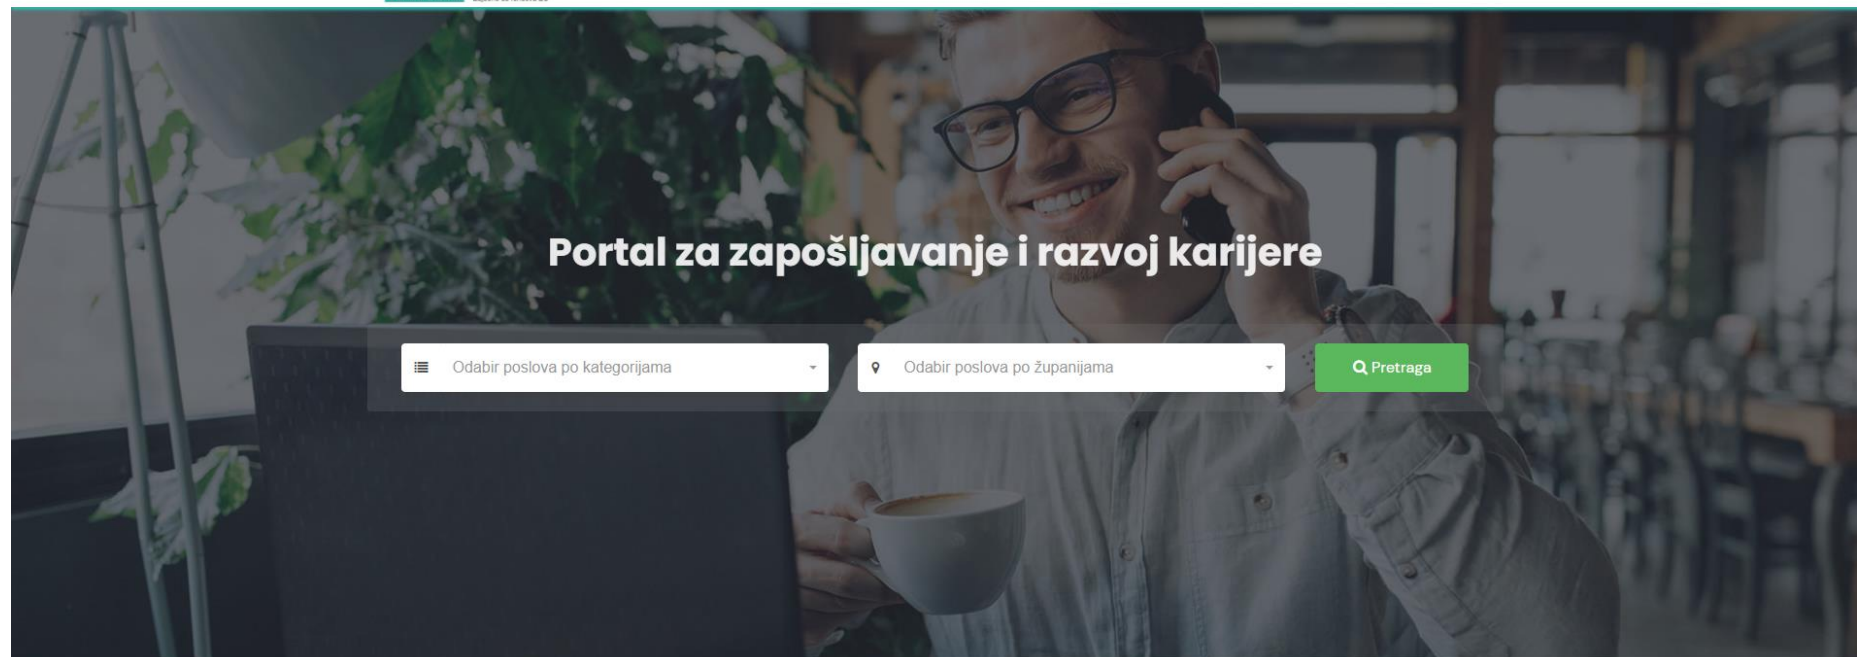 Portal za zapošljavanje i razvoj karijere
Odabir poslova po kategorijama
Odabir poslova po županijama
Pretraga